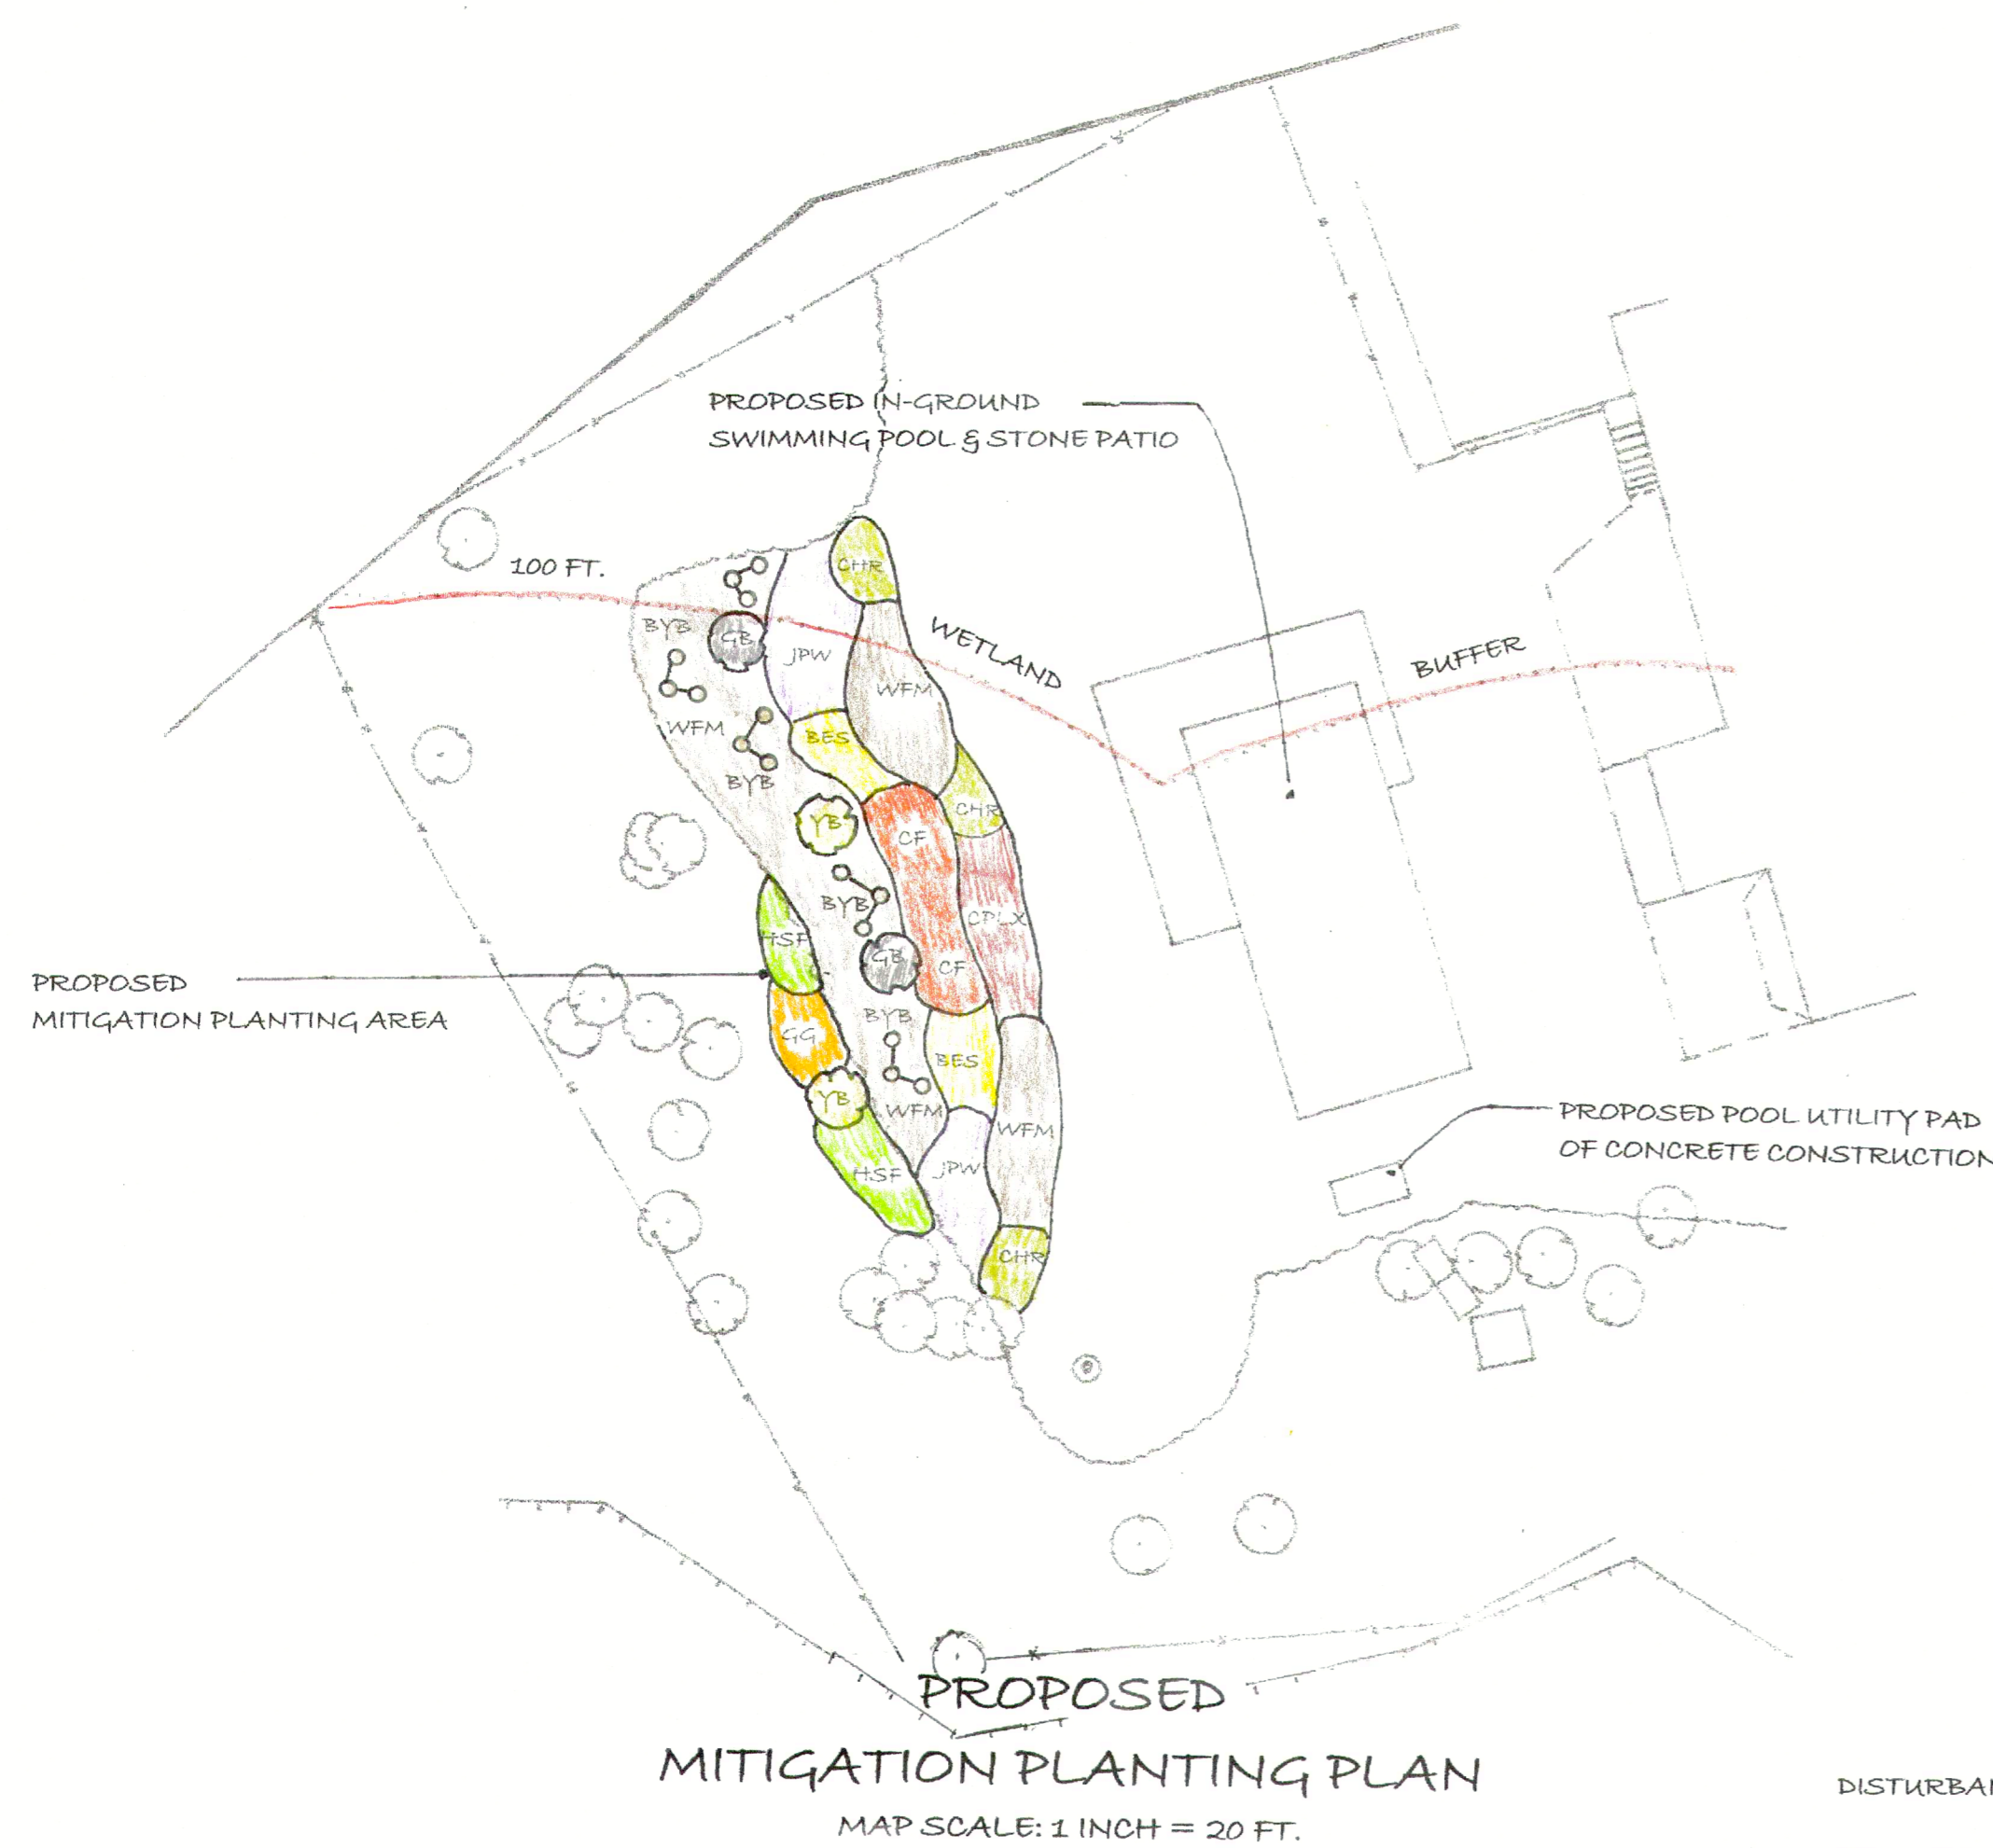 PROPOSED IN-GROUND
SWIMMING POOL & STONE PATIO
100 FT.
WETLAND
BUFFER
CHR
BYB
GB
JPW
WFM
WFM
BES
BYB
CHR
YB
CF
BYB
CPLX
HSF
GB
CF
PROPOSED
MITIGATION PLANTING AREA
BYB
GG
BES
YB
WFM
WFM
JPW
HSF
CHR
PROPOSED POOL UTILITY PAD
OF CONCRETE CONSTRUCTION
PROPOSED
MITIGATION PLANTING PLAN
MAP SCALE: 1 INCH = 20 FT.